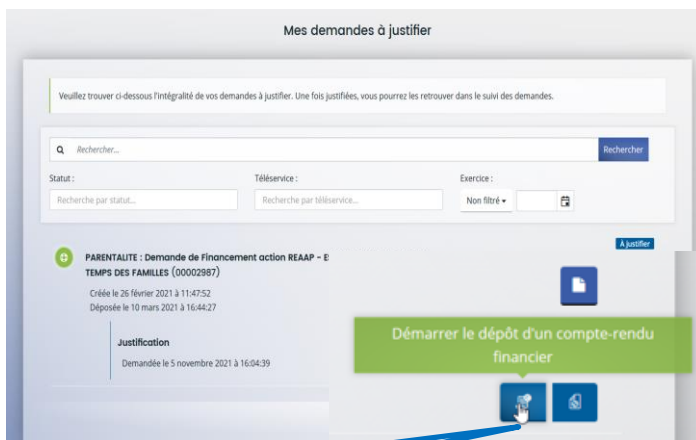 Mes demandes à justifier
Veuillez trouver ci-dessous l'intégralité de vos demandes à justifier. Une fois justifiées, vous pourrez les retrouver dans le suivi des demandes.
Rechercher...
Rechercher
Statut :
Téléservice :
Exercice :
Recherche par statut...
Recherche par téléservice...
Non filtré
À justifier
PARENTALITE : Demande de Financement action REAAP -
TEMPS DES FAMILLES (00002987)
Créée le 26 février 2021 à 11:47:52
Déposée le 10 mars 2021 à 16:44:27
Démarrer le dépôt d'un compte-rendu
financier
Justification
Demandée le 5 novembre 2021 à 16:04:39